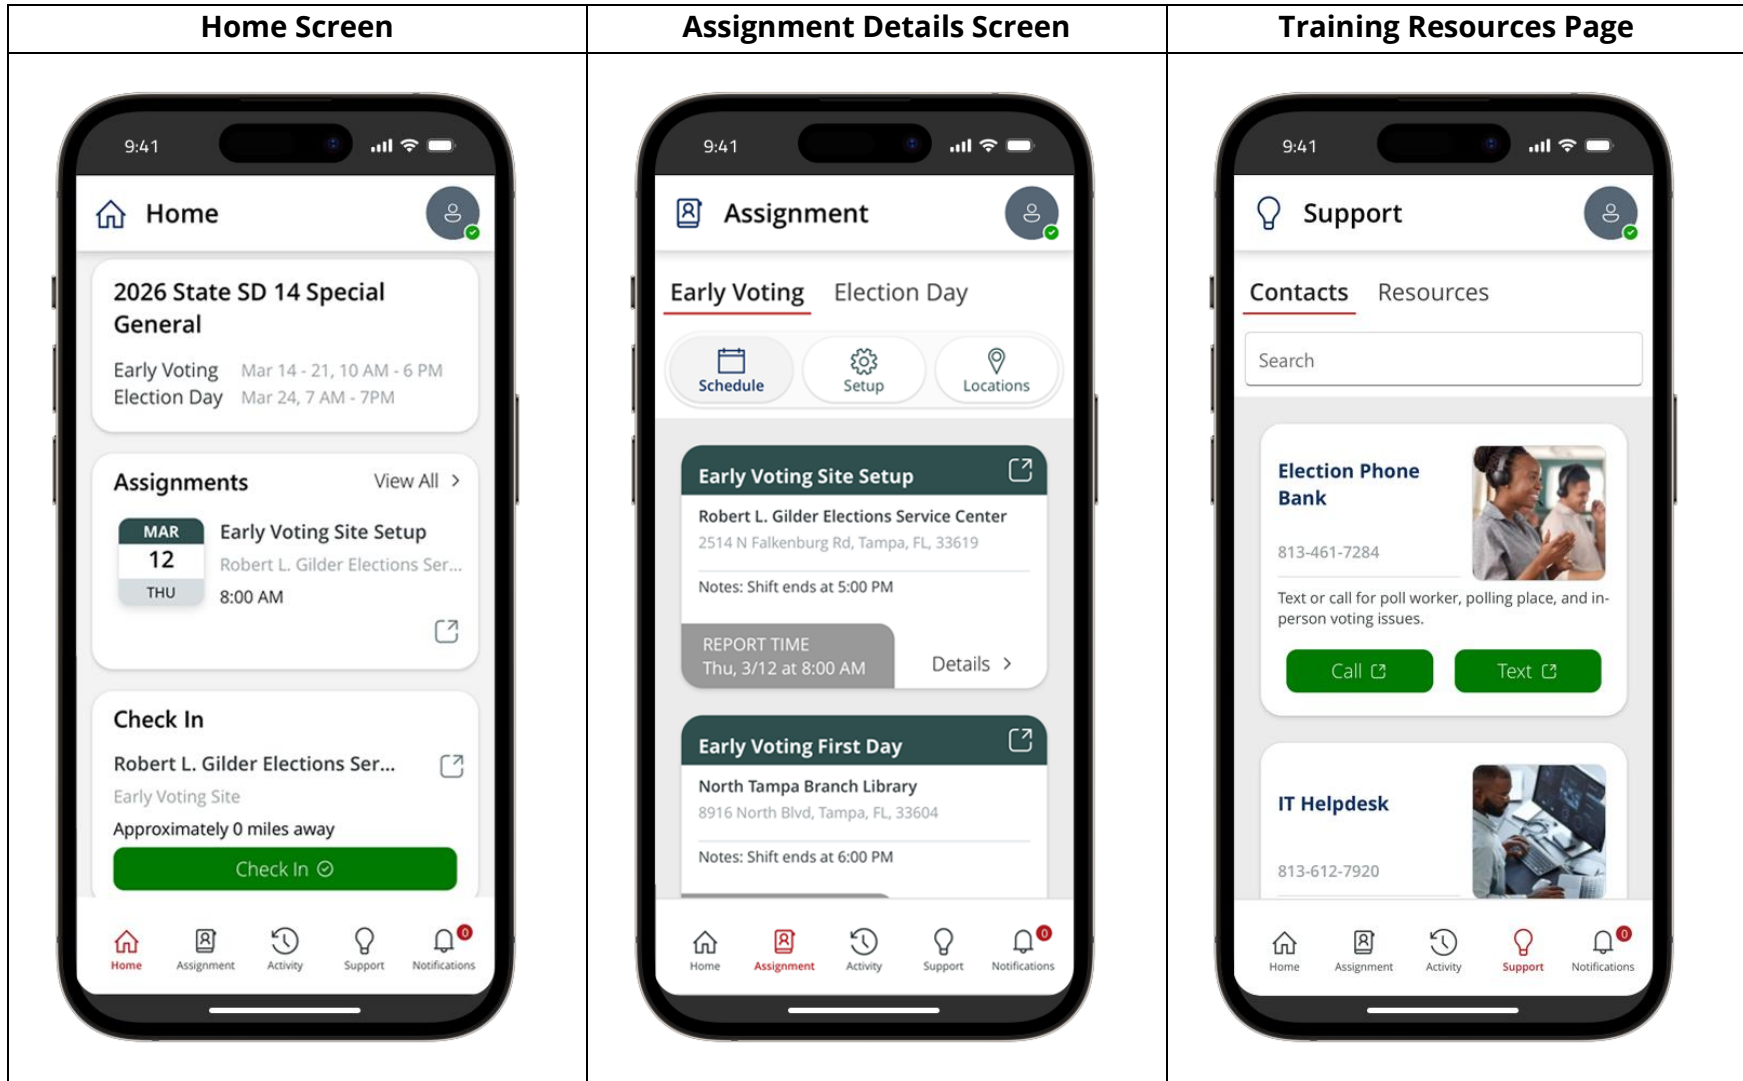 Home Screen
Assignment Details Screen
Training Resources Page
9:41
Home
2026 State SD 14 Special
General
Early Voting Mar 14 - 21, 10 AM - 6 PM
Election Day Mar 24, 7 AM - 7PM
Assignments View All >
MAR
12
THU
Early Voting Site Setup
Robert L. Gilder Elections Ser...
8:00 AM
Check In
Robert L. Gilder Elections Ser...
Early Voting Site
Approximately 0 miles away
Check In
Home Assignment Activity Support Notifications
0
9:41
Assignment
Early Voting Election Day
Schedule Setup Locations
Early Voting Site Setup
Robert L. Gilder Elections Service Center
2514 N Falkenburg Rd, Tampa, FL, 33619
Notes: Shift ends at 5:00 PM
REPORT TIME
Thu, 3/12 at 8:00 AM
Details >
Early Voting First Day
North Tampa Branch Library
8916 North Blvd, Tampa, FL, 33604
Notes: Shift ends at 6:00 PM
Home Assignment Activity Support Notifications
0
9:41
Support
Contacts Resources
Search
Election Phone
Bank
813-461-7284
Text or call for poll worker, polling place, and in-
person voting issues.
Call Text
IT Helpdesk
813-612-7920
Home Assignment Activity Support Notifications
0